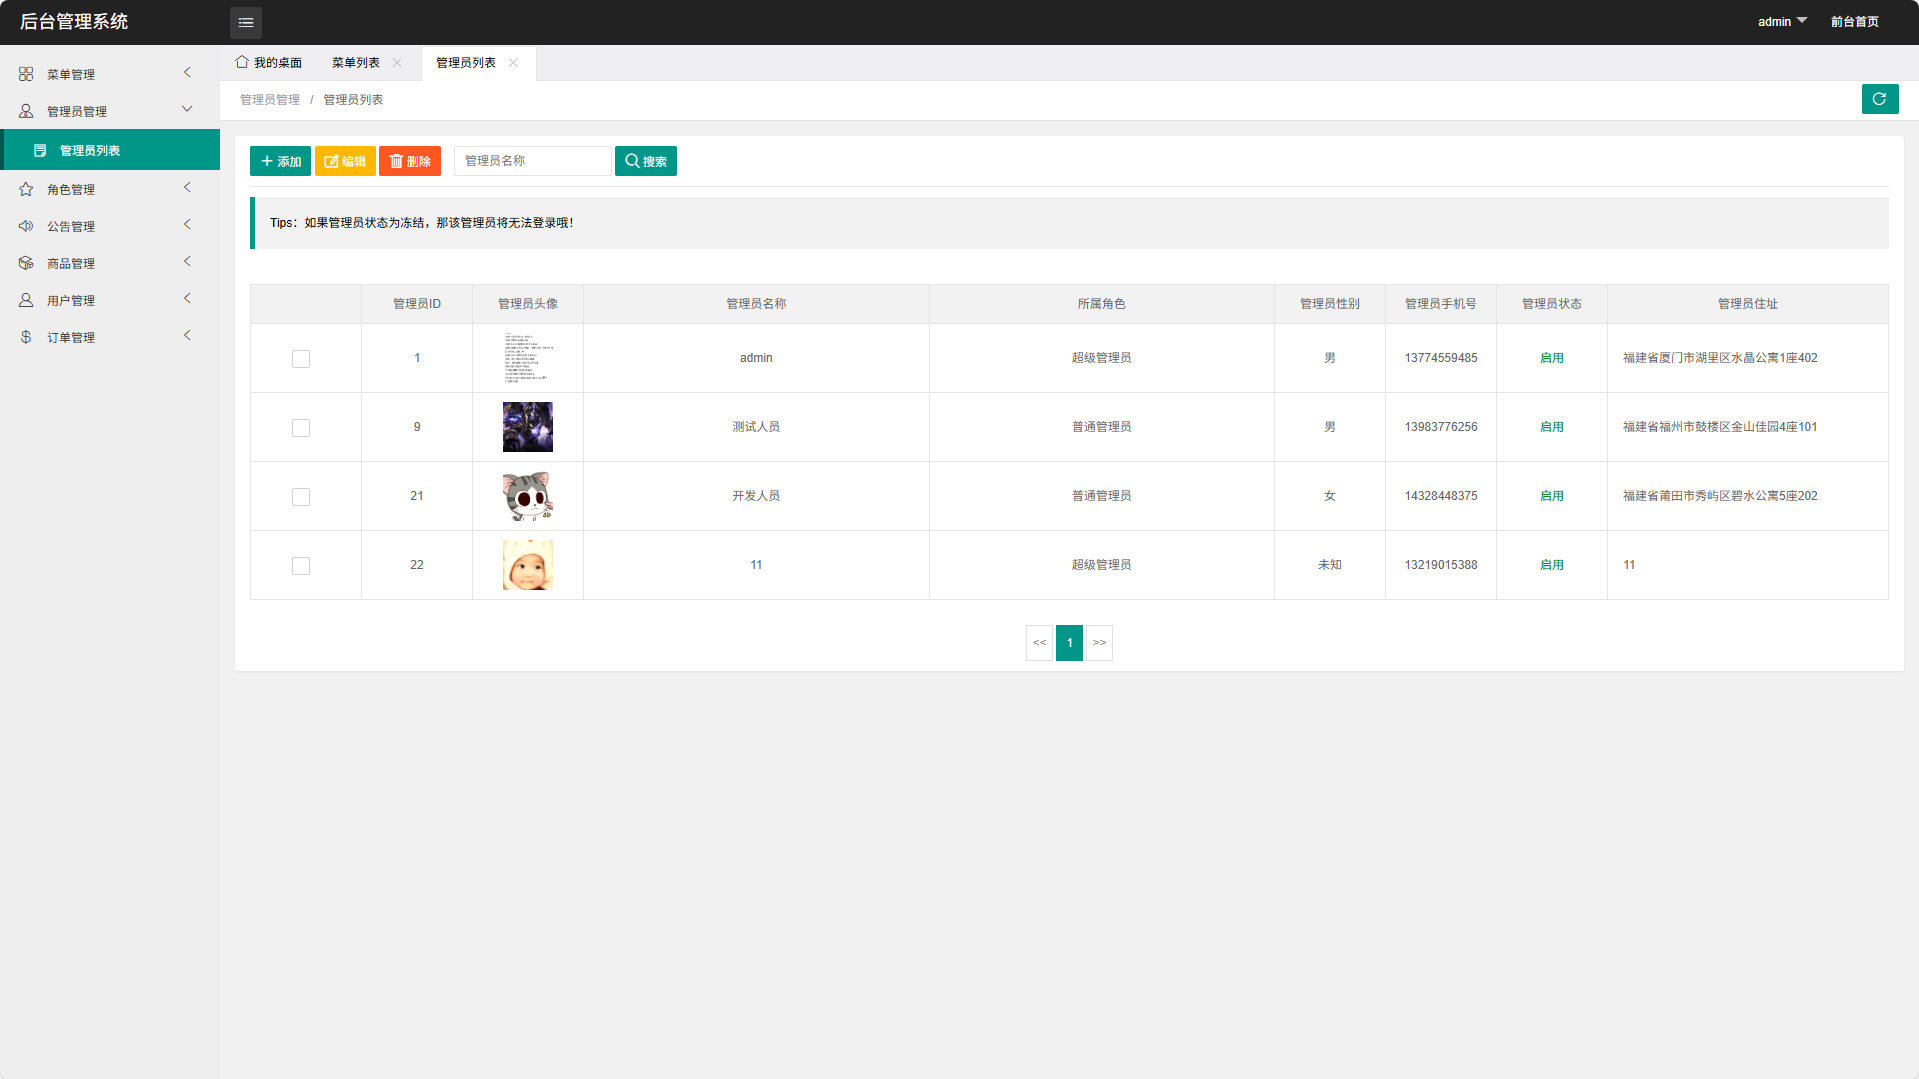 后台管理系统
admin 前台首页
菜单管理
管理员管理
管理员列表
角色管理
公告管理
商品管理
用户管理
订单管理
我的桌面 菜单列表 管理员列表
管理员管理 / 管理员列表
添加 编辑 删除 管理员名称 搜索
Tips：如果管理员状态为冻结，那该管理员将无法登录哦！
管理员ID 管理员头像 管理员名称 所属角色 管理员性别 管理员手机号 管理员状态 管理员住址
1 admin 超级管理员 男 13774559485 启用 福建省厦门市湖里区水晶公寓1座402
9 测试人员 普通管理员 男 13983776256 启用 福建省福州市鼓楼区金山佳园4座101
21 开发人员 普通管理员 女 14328448375 启用 福建省莆田市秀屿区碧水公寓5座202
22 11 超级管理员 未知 13219015388 启用 11
<< 1 >>